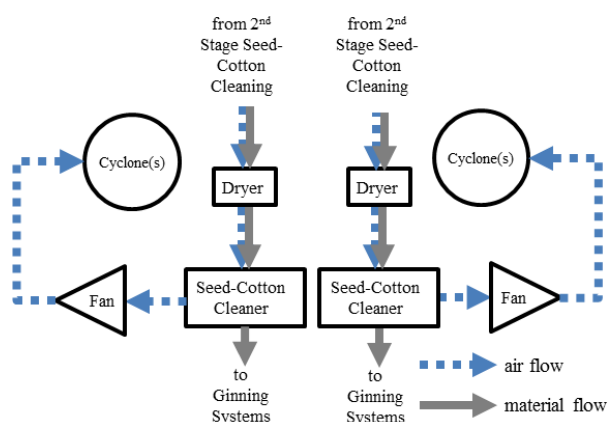 from 2nd
Stage Seed-
Cotton
Cleaning
from 2nd
Stage Seed-
Cotton
Cleaning
Cyclone(s)
Dryer
Dryer
Cyclone(s)
Fan
Seed-Cotton
Cleaner
Seed-Cotton
Cleaner
Fan
to
Ginning
Systems
to
Ginning
Systems
air flow
material flow